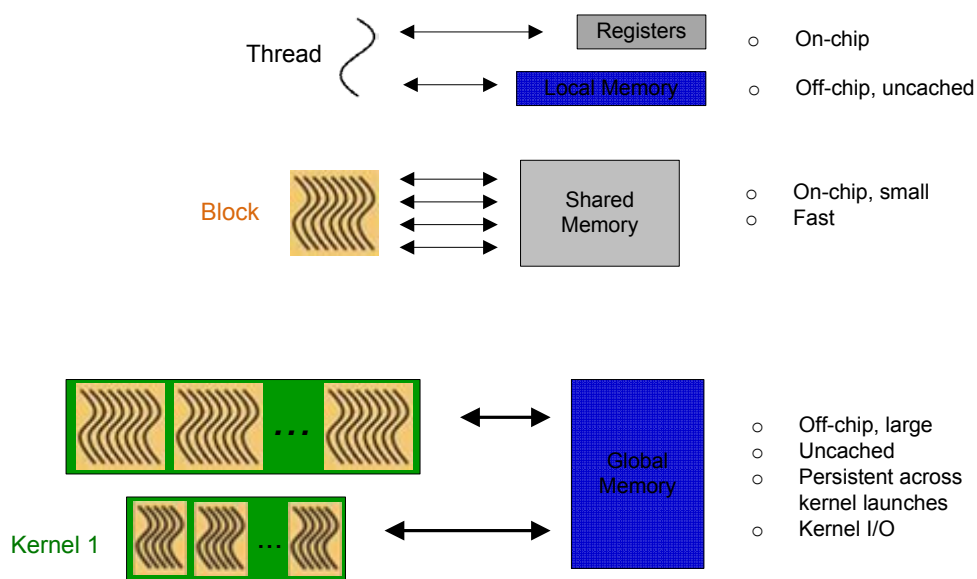 Thread
Registers
○ On-chip
Local Memory
○ Off-chip, uncached
Block
Shared
Memory
○ On-chip, small
○ Fast
...
Global
Memory
○ Off-chip, large
○ Uncached
○ Persistent across
kernel launches
○ Kernel I/O
Kernel 1
...